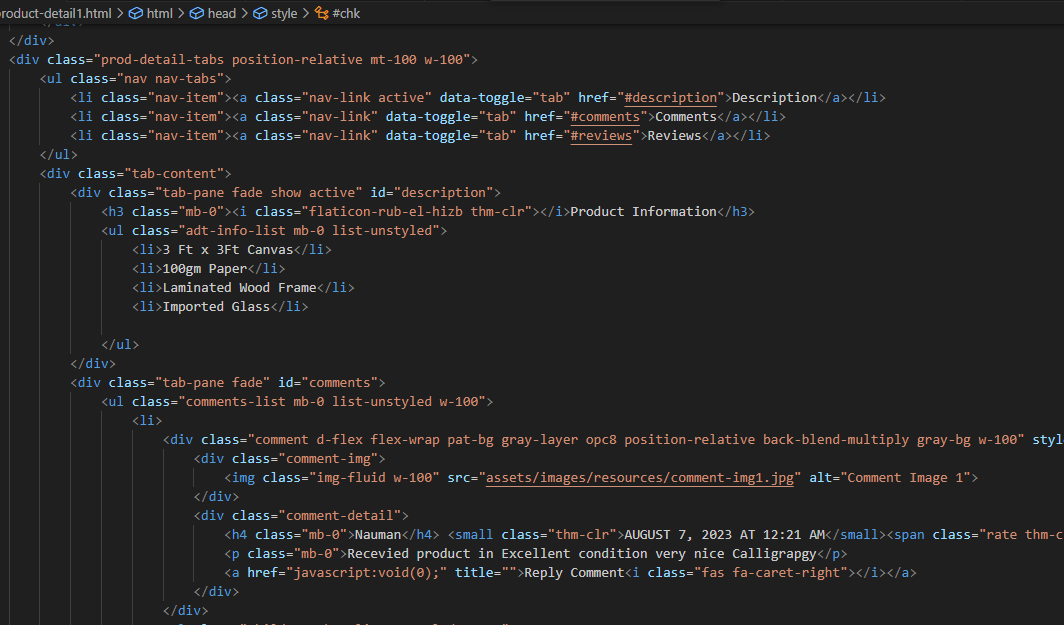 product-detail1.html > html > head > style > #chk
</div>
<div class="prod-detail-tabs position-relative mt-100 w-100">
<ul class="nav nav-tabs">
<li class="nav-item"><a class="nav-link active" data-toggle="tab" href="#description">Description</a></li>
<li class="nav-item"><a class="nav-link" data-toggle="tab" href="#comments">Comments</a></li>
<li class="nav-item"><a class="nav-link" data-toggle="tab" href="#reviews">Reviews</a></li>
</ul>
<div class="tab-content">
<div class="tab-pane fade show active" id="description">
<h3 class="mb-0"><i class="flaticon-rub-el-hizb thm-clr"></i>Product Information</h3>
<ul class="adt-info-list mb-0 list-unstyled">
<li>3 Ft x 3Ft Canvas</li>
<li>100gm Paper</li>
<li>Laminated Wood Frame</li>
<li>Imported Glass</li>
</ul>
</div>
<div class="tab-pane fade" id="comments">
<ul class="comments-list mb-0 list-unstyled w-100">
<li>
<div class="comment d-flex flex-wrap pat-bg gray-layer opc8 position-relative back-blend-multiply gray-bg w-100" styl
<div class="comment-img">
<img class="img-fluid w-100" src="assets/images/resources/comment-img1.jpg" alt="Comment Image 1">
</div>
<div class="comment-detail">
<h4 class="mb-0">Nauman</h4> <small class="thm-clr">AUGUST 7, 2023 AT 12:21 AM</small><span class="rate thm-c
<p class="mb-0">Recevied product in Excellent condition very nice Calligrapgy</p>
<a href="javascript:void(0);" title="">Reply Comment<i class="fas fa-caret-right"></i></a>
</div>
</div>